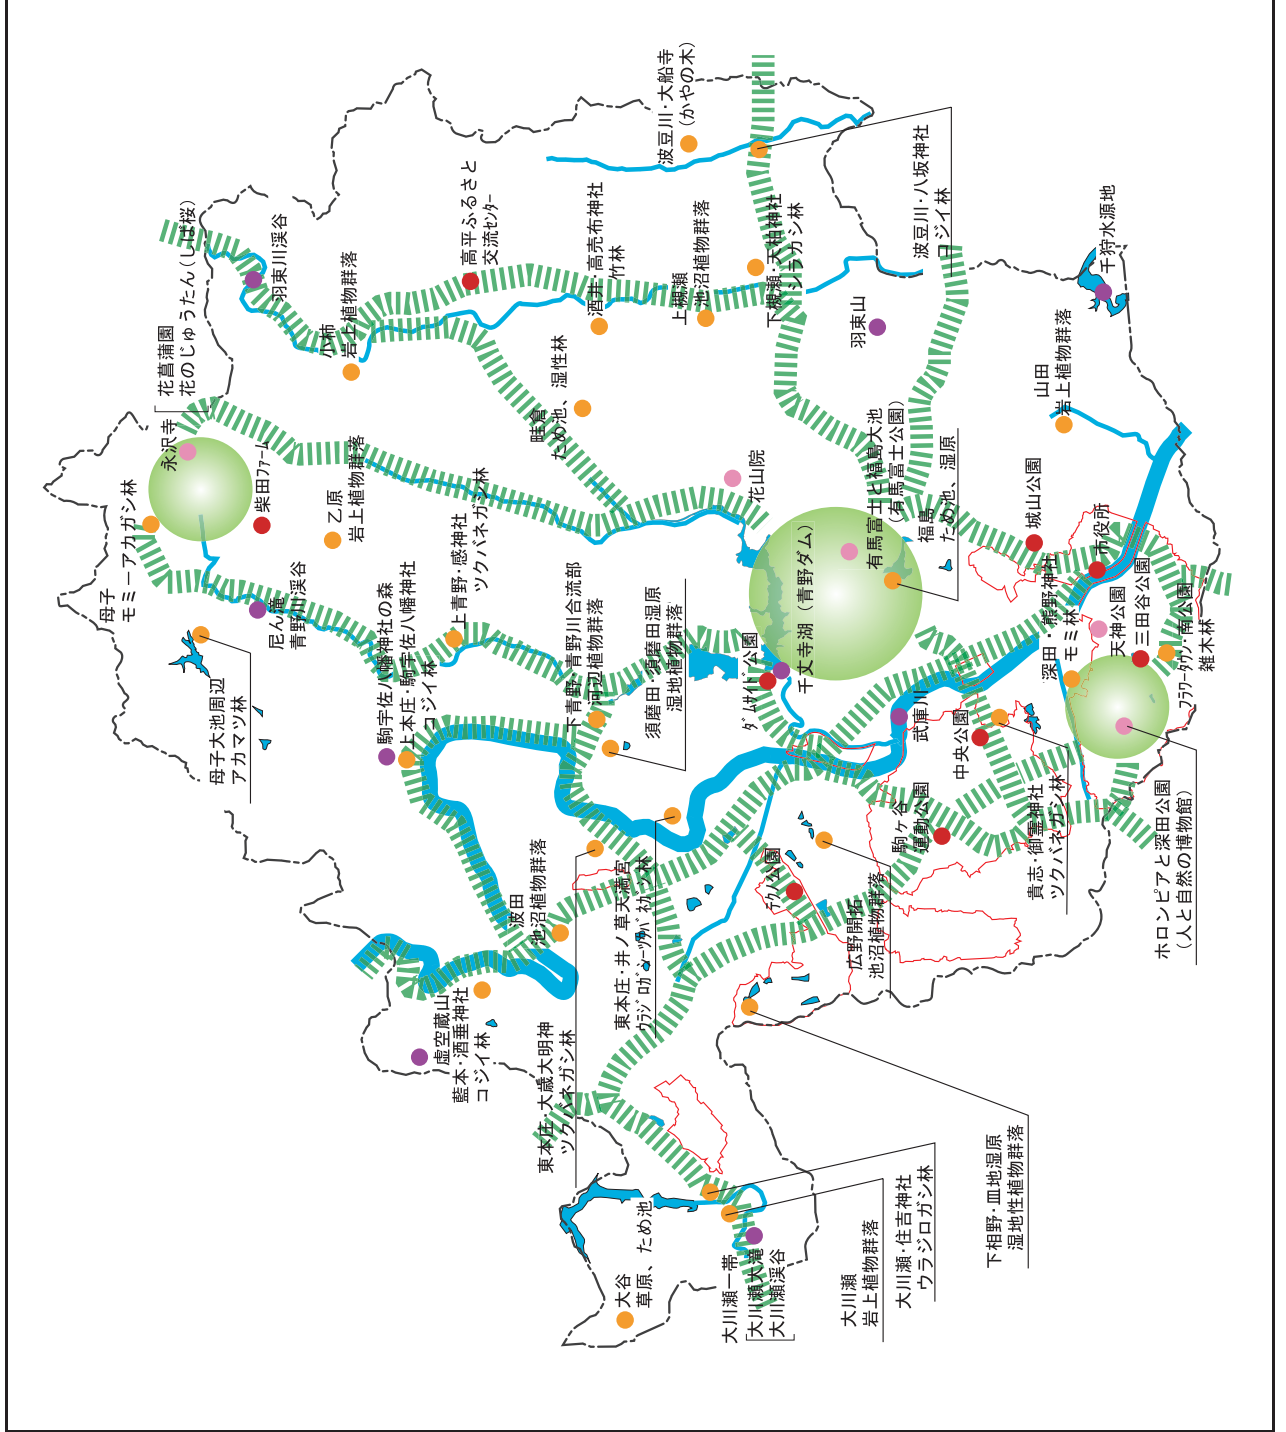 波豆川・大船寺
(かやの木)
羽束川渓谷
高平ふるさと
交流ｾﾝﾀｰ
酒井・高売布神社
竹林
上槻瀬
池沼植物群落
下槻瀬・天柏神社
シラカシ林
波豆川・八坂神社
コジイ林
千狩水源地
花菖蒲園
花のじゅうたん(しば桜)
小柿
岩上植物群落
羽束山
山田
岩上植物群落
永沢寺
柴田ﾌｧｰﾑ
乙原
岩上植物群落
畦倉
ため池、湿性林
花山院
有馬富士と福島大池
(有馬富士公園)
福島
ため池、湿原
城山公園
市役所
母子
モミーアカガシ林
尼ん滝
青野川渓谷
上青野・感神社
ツクバネガシ林
駒宇佐八幡神社の森
上本庄・駒宇佐八幡神社
コジイ林
下青野・青野川合流部
河辺植物群落
須磨田・須磨田湿原
湿地植物群落
ﾀﾞﾑｻｲﾄ公園
千丈寺湖(青野ダム)
深田・熊野神社
モミ林
天神公園
三田谷公園
ﾌﾗﾜｰﾀｳﾝ・南公園
雑木林
母子大池周辺
アカマツ林
武庫川
中央公園
駒ヶ谷
運動公園
貴志・御霊神社
ツクバネガシ林
ホロンピアと深田公園
(人と自然の博物館)
波田
池沼植物群落
東本庄・井ノ草天満宮
ｳﾗｼﾞﾛｶﾞｼーﾂｸﾊﾞﾈｶﾞｼ林
ﾃｸﾉ公園
広野開拓
池沼植物群落
虚空蔵山
藍本・酒垂神社
コジイ林
東本庄・大歳大明神
ツクバネガシ林
下相野・皿地湿原
湿地性植物群落
大谷
草原、ため池
大川瀬一帯
大川瀬大滝
大川瀬渓谷
大川瀬
岩上植物群落
大川瀬・住吉神社
ウラジロガシ林